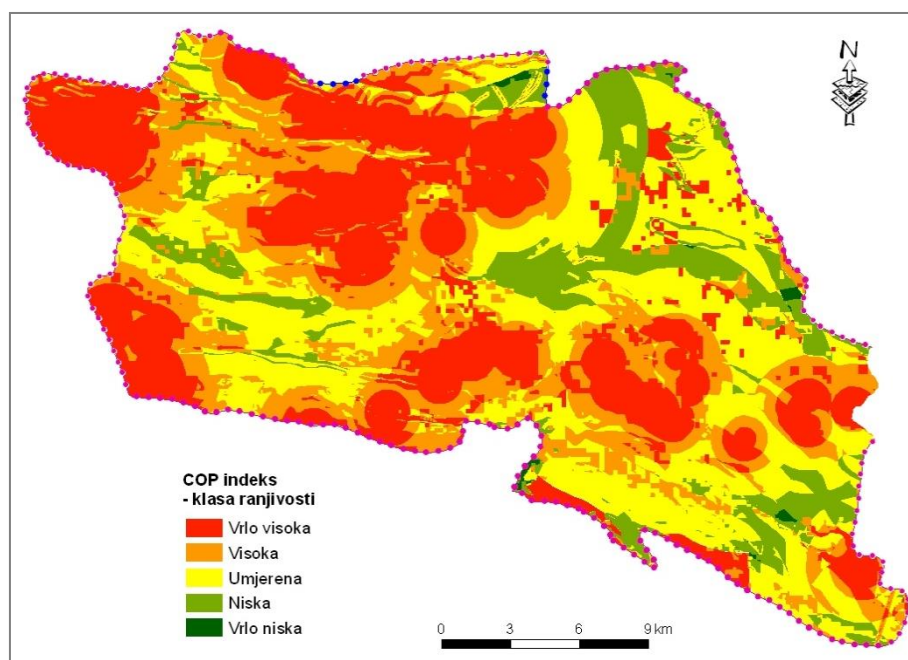 N
COP indeks
- klasa ranjivosti
Vrlo visoka
Visoka
Umjerena
Niska
Vrlo niska
0 3 6 9 km